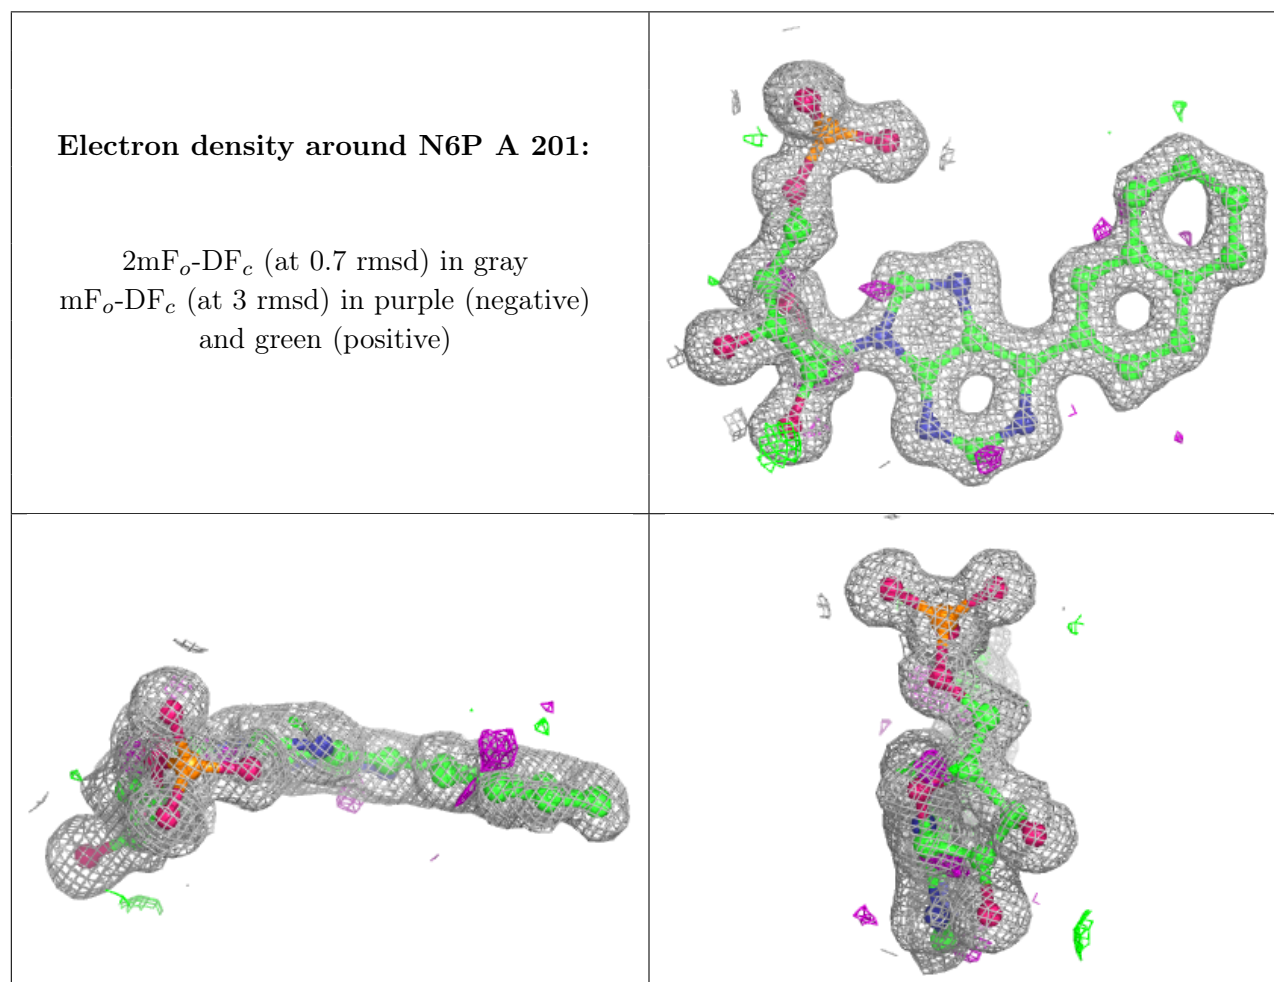 Electron density around N6P A 201:
2mFo-DFc (at 0.7 rmsd) in gray
mFo-DFc (at 3 rmsd) in purple (negative)
and green (positive)